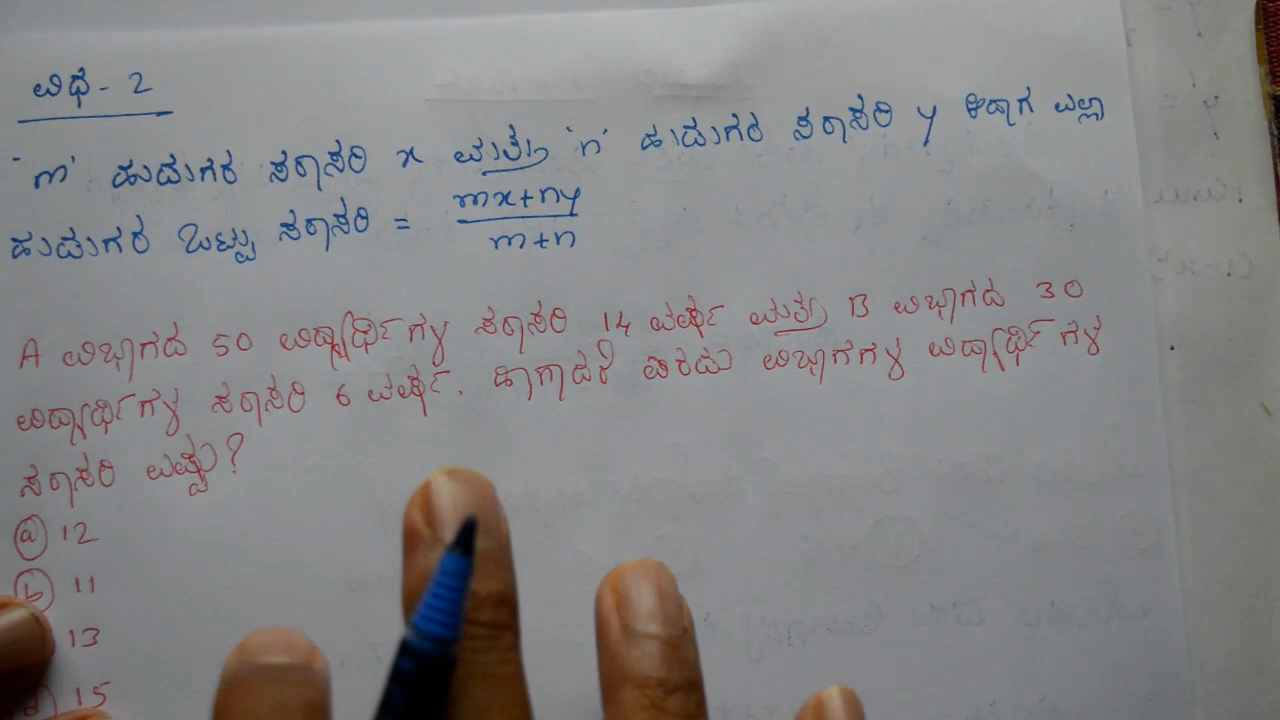 ವಿಧ - 2
'm' ಹುಡುಗರ ಸರಾಸರಿ x ಮತ್ತು 'n' ಹುಡುಗರ ಸರಾಸರಿ y ಆದಾಗ ಎಲ್ಲಾ
ಹುಡುಗರ ಒಟ್ಟು ಸರಾಸರಿ = mx+ny / m+n
A ವಿಭಾಗದ 50 ವಿದ್ಯಾರ್ಥಿಗಳ ಸರಾಸರಿ 14 ವರ್ಷ ಮತ್ತು B ವಿಭಾಗದ 30
ವಿದ್ಯಾರ್ಥಿಗಳ ಸರಾಸರಿ 6 ವರ್ಷ. ಹಾಗಾದರೆ ಎರಡು ವಿಭಾಗಗಳ ವಿದ್ಯಾರ್ಥಿಗಳ
ಸರಾಸರಿ ಎಷ್ಟು?
ⓐ 12
ⓑ 11
13
ⓓ 15